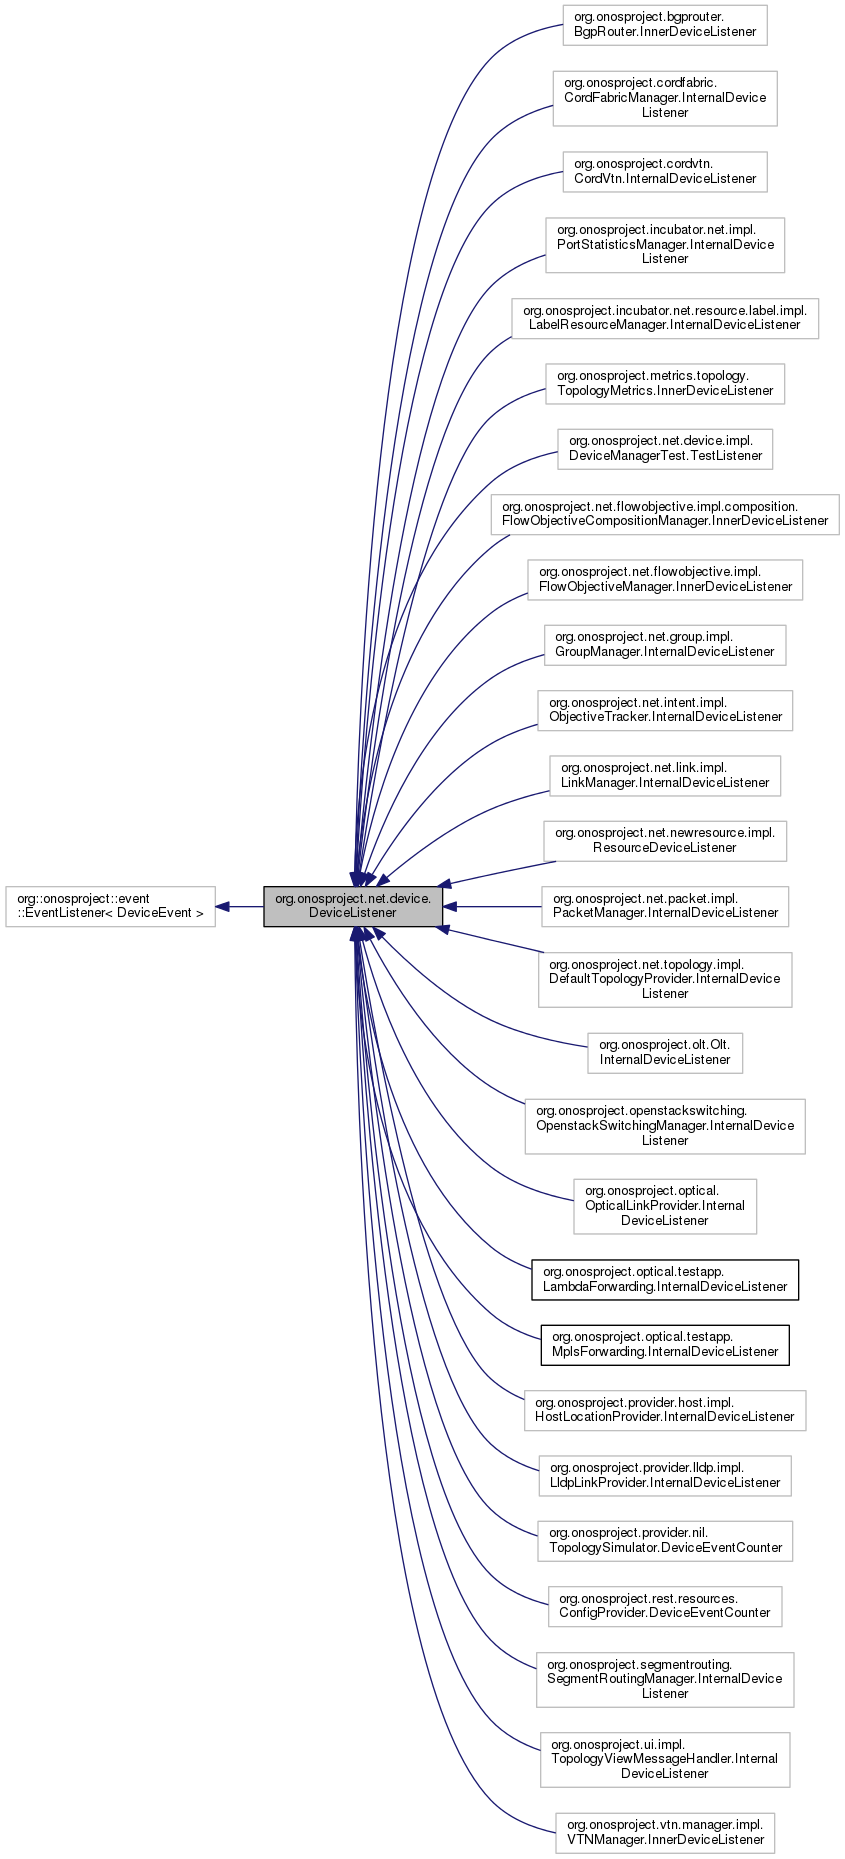 org.onosproject.bgprouter.
BgpRouter.InnerDeviceListener
org.onosproject.cordfabric.
CordFabricManager.InternalDevice
Listener
org.onosproject.cordvtn.
CordVtn.InternalDeviceListener
org.onosproject.incubator.net.impl.
PortStatisticsManager.InternalDevice
Listener
org.onosproject.incubator.net.resource.label.impl.
LabelResourceManager.InternalDeviceListener
org.onosproject.metrics.topology.
TopologyMetrics.InnerDeviceListener
org.onosproject.net.device.impl.
DeviceManagerTest.TestListener
org.onosproject.net.flowobjective.impl.composition.
FlowObjectiveCompositionManager.InnerDeviceListener
org.onosproject.net.flowobjective.impl.
FlowObjectiveManager.InnerDeviceListener
org.onosproject.net.group.impl.
GroupManager.InternalDeviceListener
org.onosproject.net.intent.impl.
ObjectiveTracker.InternalDeviceListener
org.onosproject.net.link.impl.
LinkManager.InternalDeviceListener
org.onosproject.net.newresource.impl.
ResourceDeviceListener
org::onosproject::event
::EventListener< DeviceEvent >
org.onosproject.net.device.
DeviceListener
org.onosproject.net.packet.impl.
PacketManager.InternalDeviceListener
org.onosproject.net.topology.impl.
DefaultTopologyProvider.InternalDevice
Listener
org.onosproject.olt.Olt.
InternalDeviceListener
org.onosproject.openstackswitching.
OpenstackSwitchingManager.InternalDevice
Listener
org.onosproject.optical.
OpticalLinkProvider.Internal
DeviceListener
org.onosproject.optical.testapp.
LambdaForwarding.InternalDeviceListener
org.onosproject.optical.testapp.
MplsForwarding.InternalDeviceListener
org.onosproject.provider.host.impl.
HostLocationProvider.InternalDeviceListener
org.onosproject.provider.lldp.impl.
LldpLinkProvider.InternalDeviceListener
org.onosproject.provider.nil.
TopologySimulator.DeviceEventCounter
org.onosproject.rest.resources.
ConfigProvider.DeviceEventCounter
org.onosproject.segmentrouting.
SegmentRoutingManager.InternalDevice
Listener
org.onosproject.ui.impl.
TopologyViewMessageHandler.Internal
DeviceListener
org.onosproject.vtn.manager.impl.
VTNManager.InnerDeviceListener